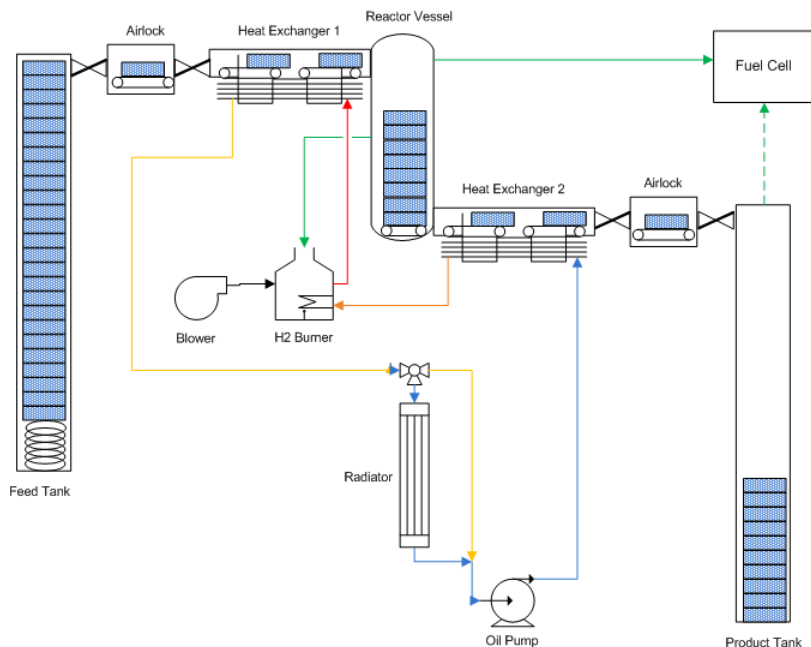 Reactor Vessel
Airlock
Heat Exchanger 1
Fuel Cell
Heat Exchanger 2
Airlock
Blower
H2 Burner
Radiator
Feed Tank
Oil Pump
Product Tank